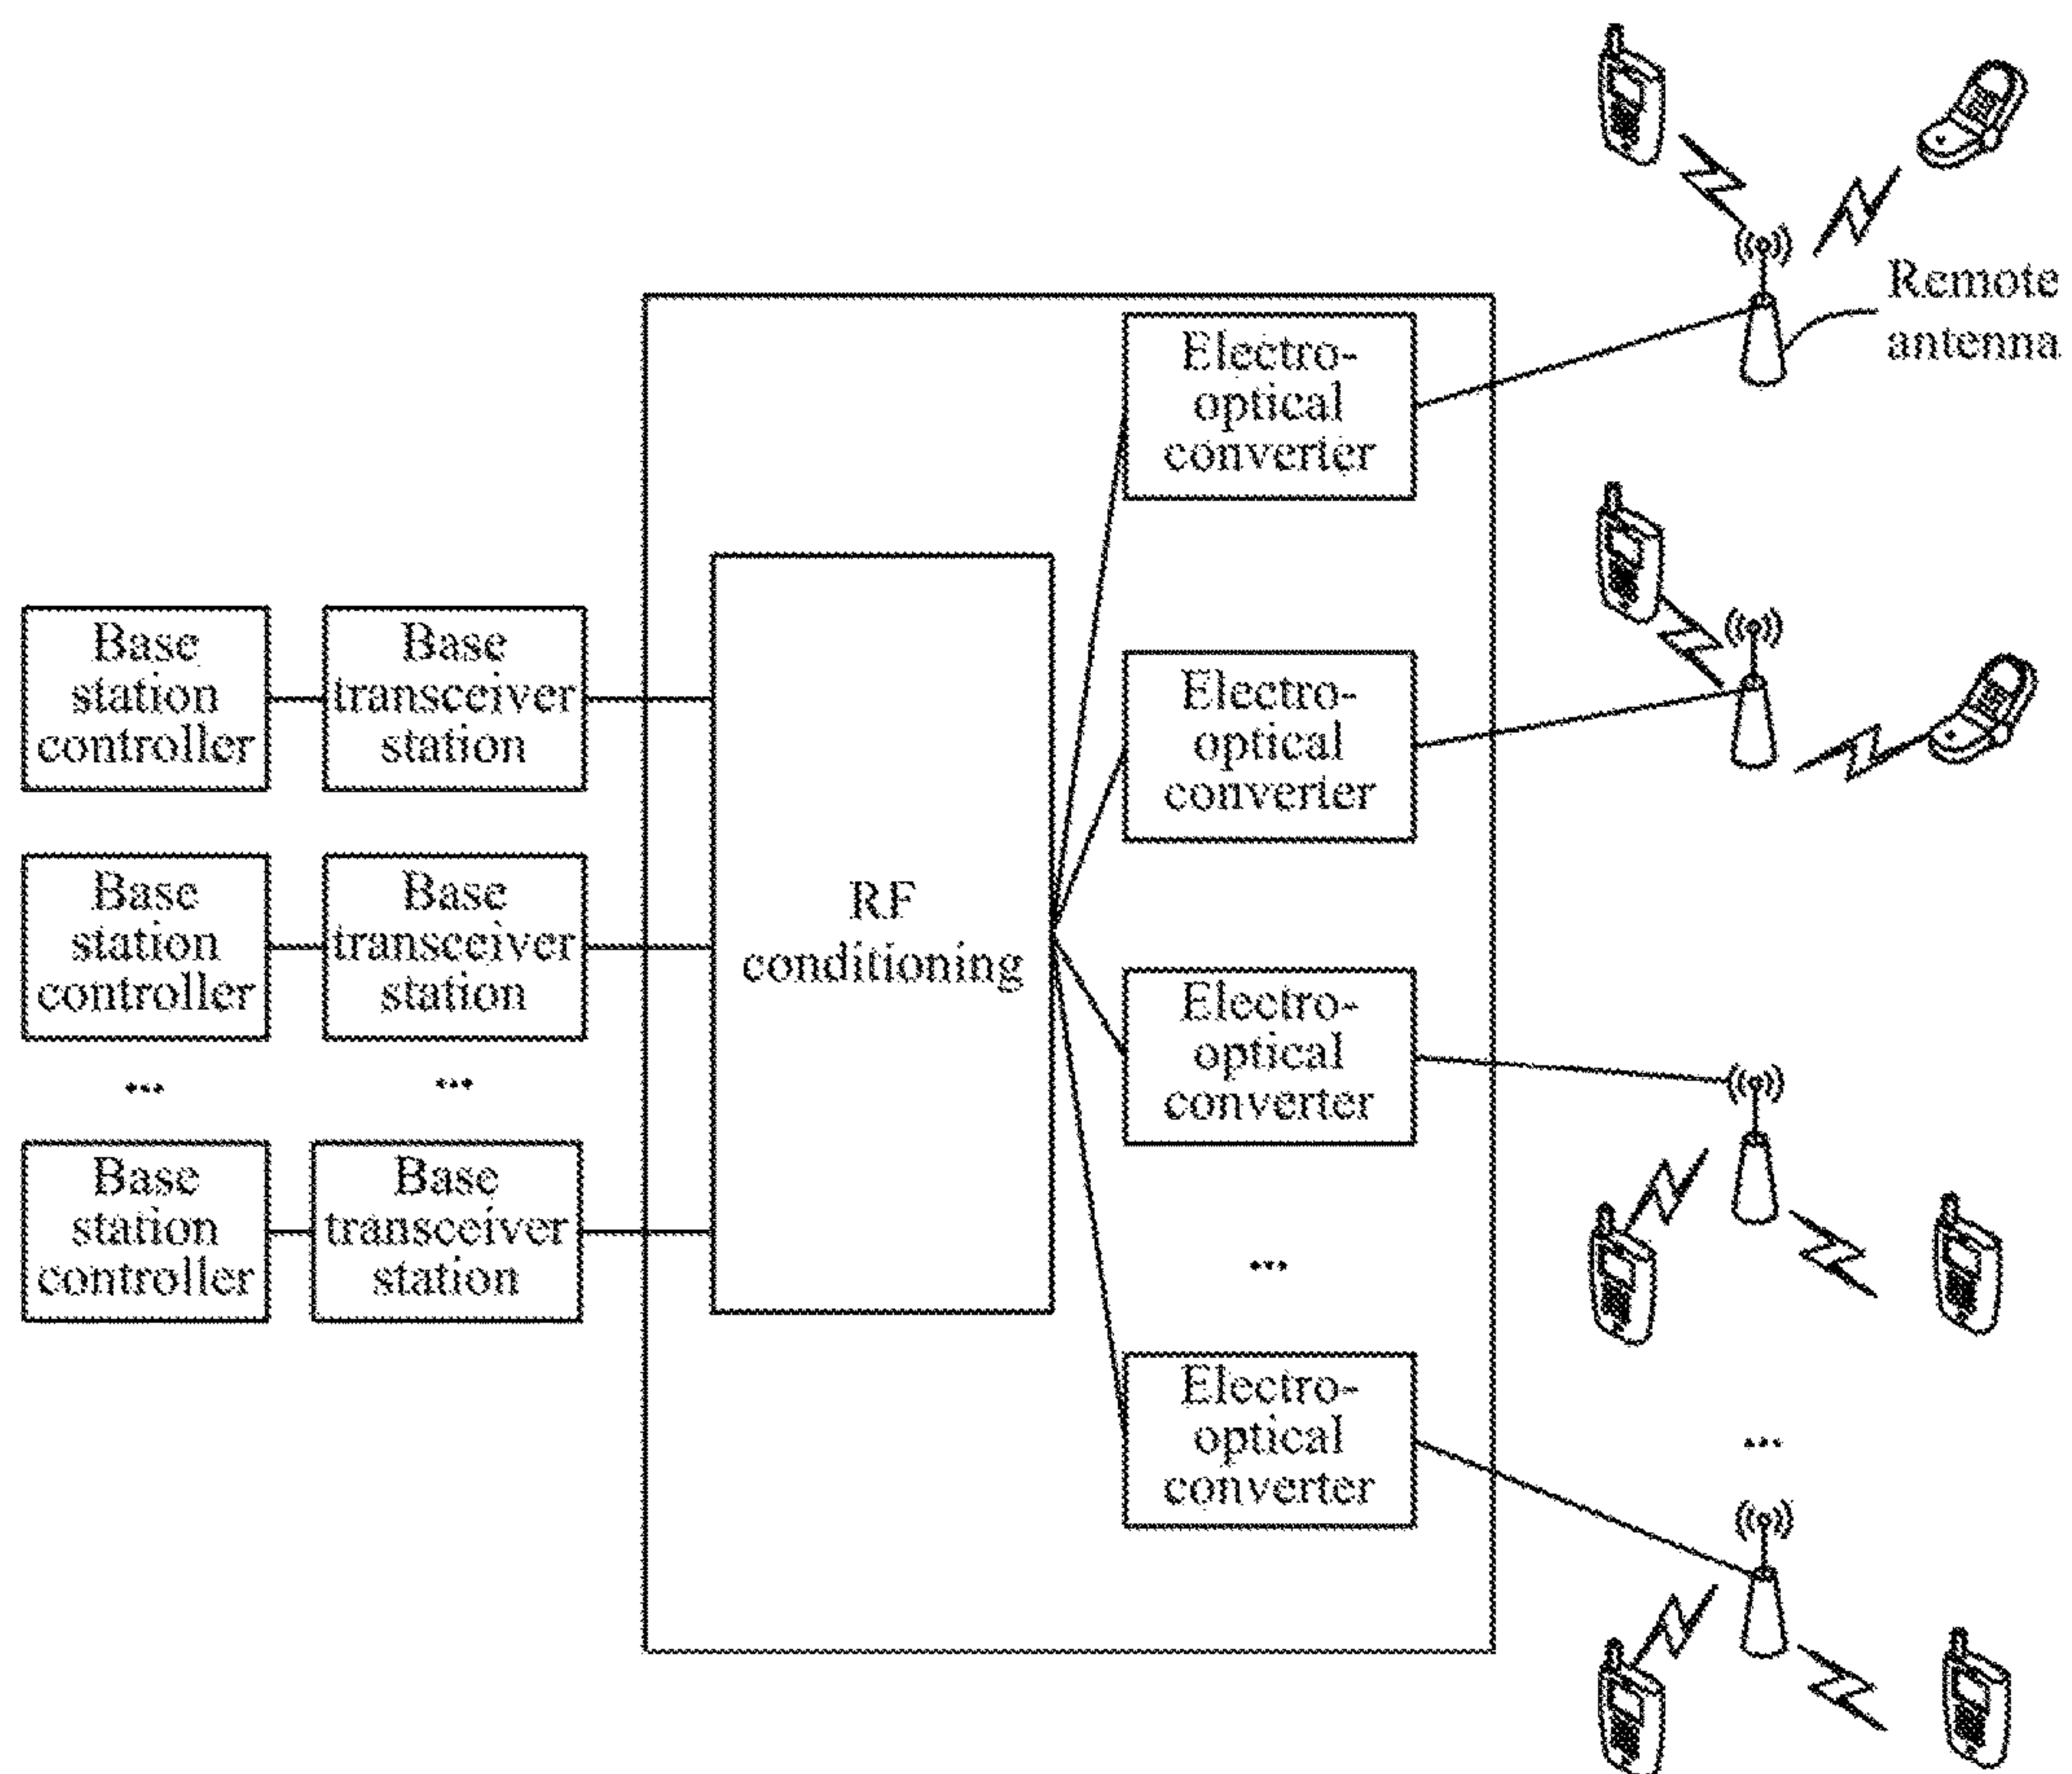 Remote
antenna
Electro-
optical
converter
Base
station
controller
Base
transceiver
station
Electro-
optical
converter
Base
station
controller
Base
transceiver
station
RF
conditioning
Electro-
optical
converter
...
...
Base
station
controller
Base
transceiver
station
...
Electro-
optical
converter
...